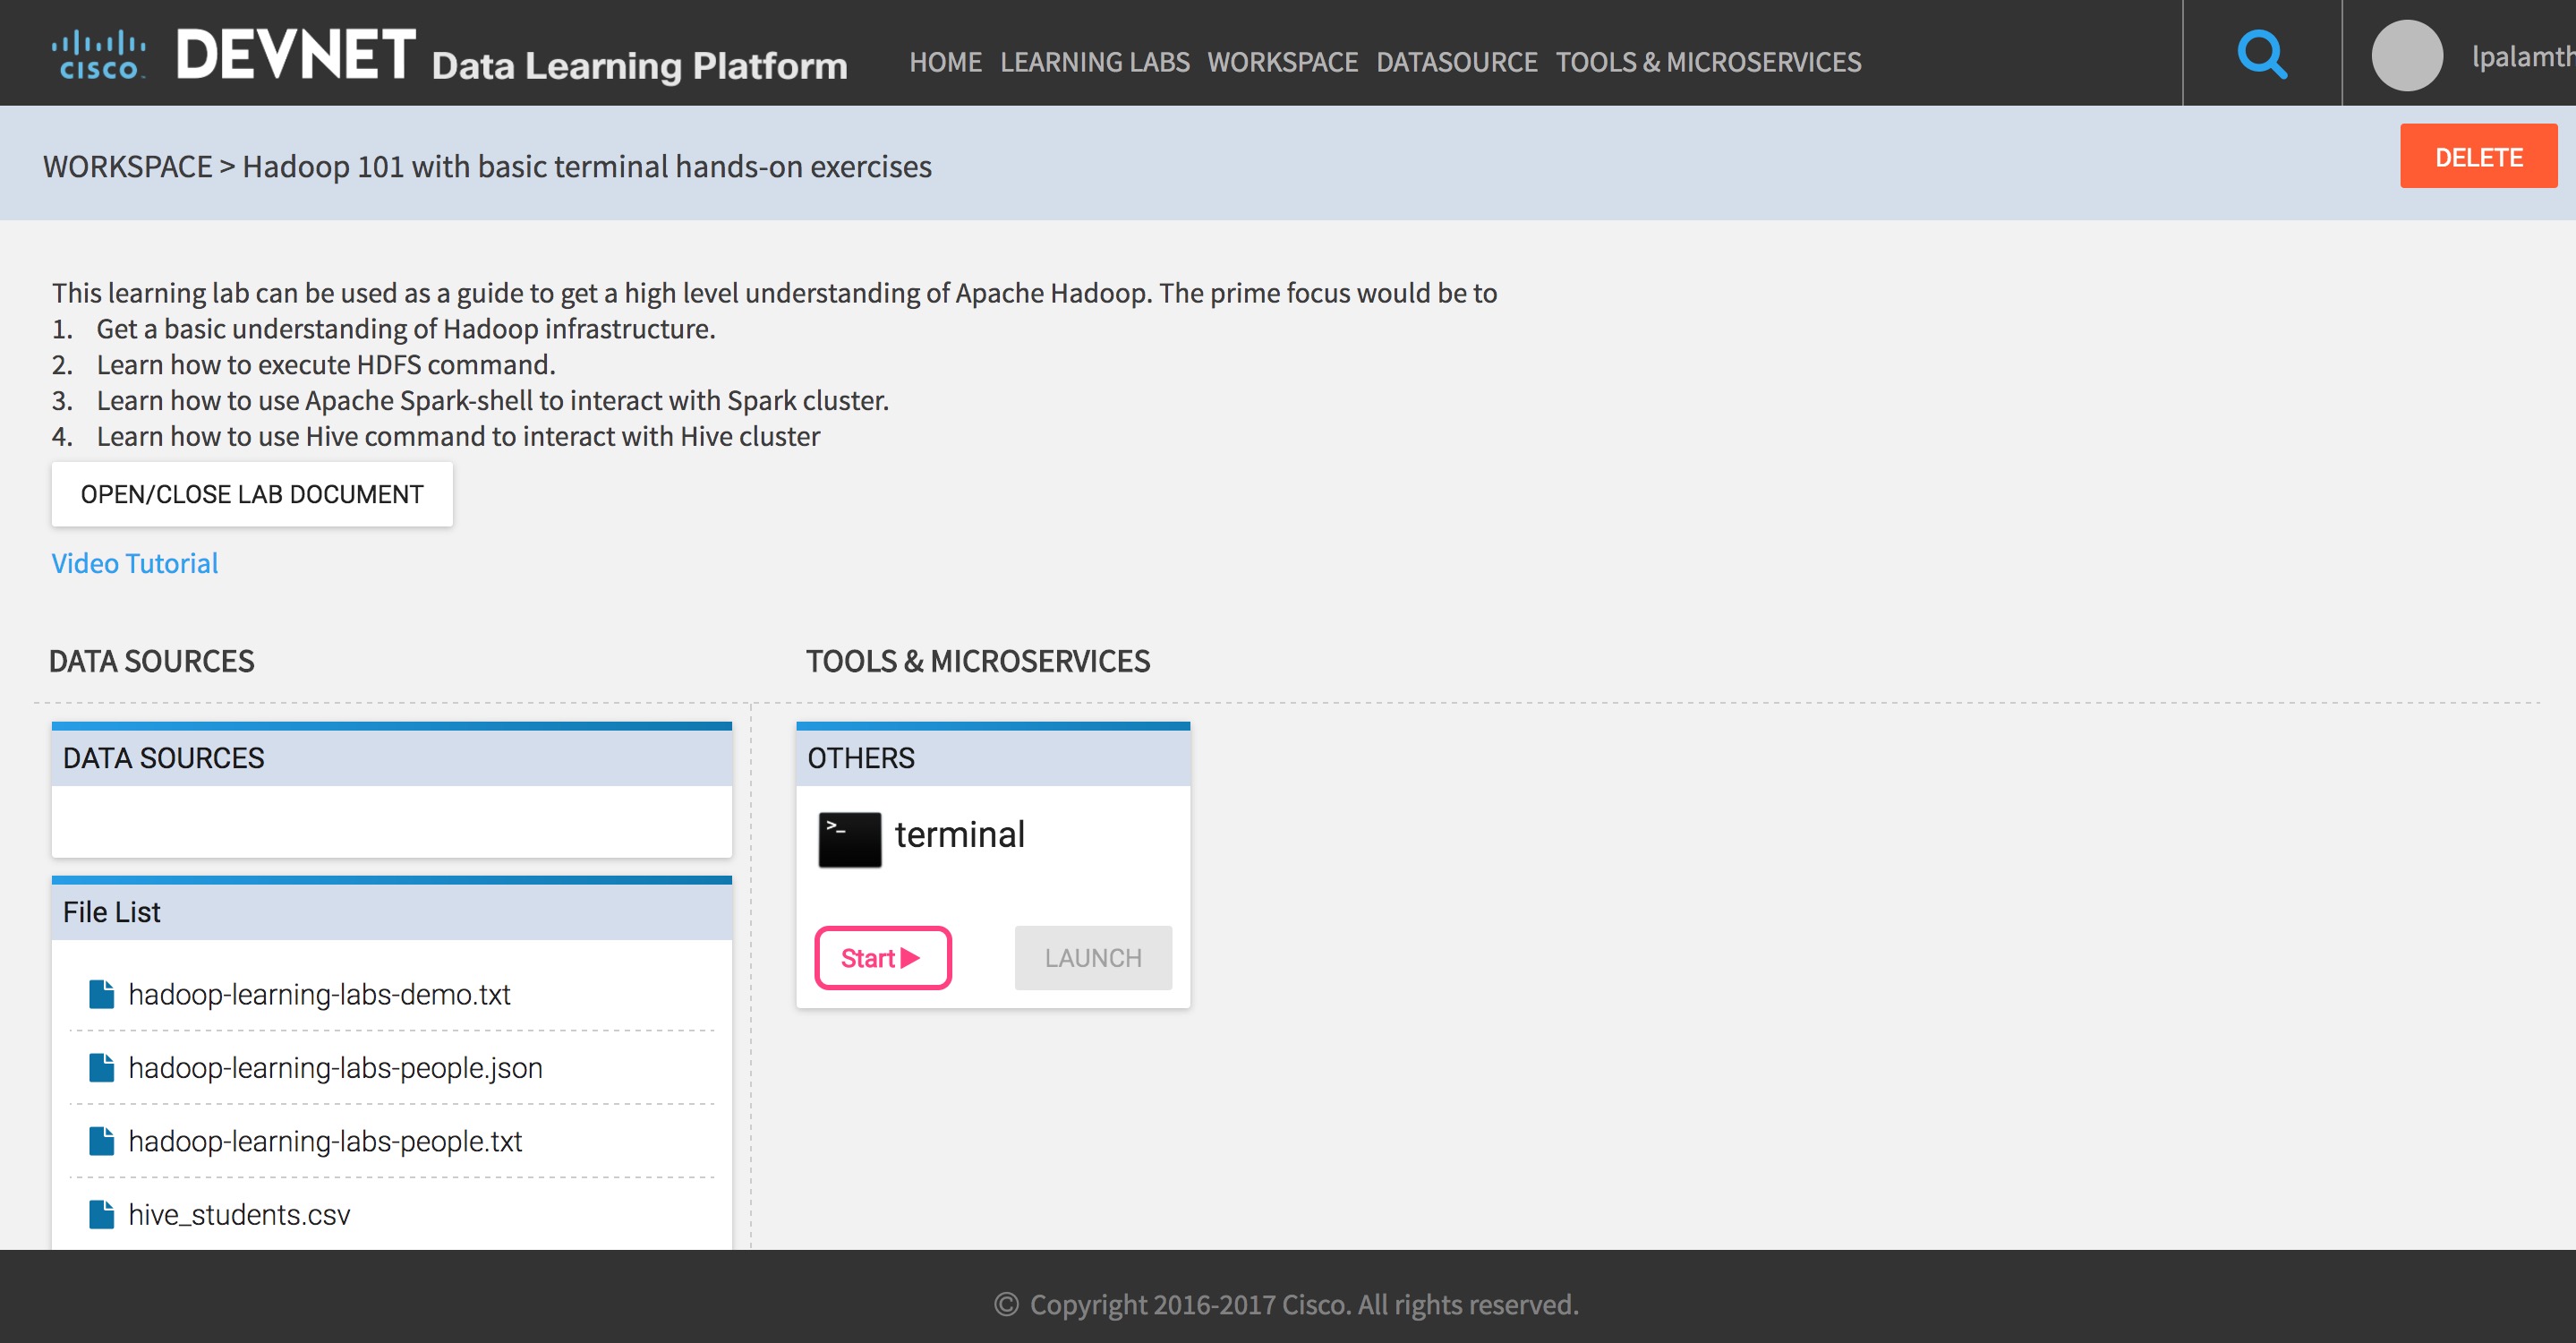 CISCO DEVNET Data Learning Platform HOME LEARNING LABS WORKSPACE DATASOURCE TOOLS & MICROSERVICES lpalamth
WORKSPACE > Hadoop 101 with basic terminal hands-on exercises DELETE
This learning lab can be used as a guide to get a high level understanding of Apache Hadoop. The prime focus would be to
1. Get a basic understanding of Hadoop infrastructure.
2. Learn how to execute HDFS command.
3. Learn how to use Apache Spark-shell to interact with Spark cluster.
4. Learn how to use Hive command to interact with Hive cluster
OPEN/CLOSE LAB DOCUMENT
Video Tutorial
DATA SOURCES
TOOLS & MICROSERVICES
DATA SOURCES
File List
hadoop-learning-labs-demo.txt
hadoop-learning-labs-people.json
hadoop-learning-labs-people.txt
hive_students.csv
OTHERS
>_
terminal
Start LAUNCH
© Copyright 2016-2017 Cisco. All rights reserved.